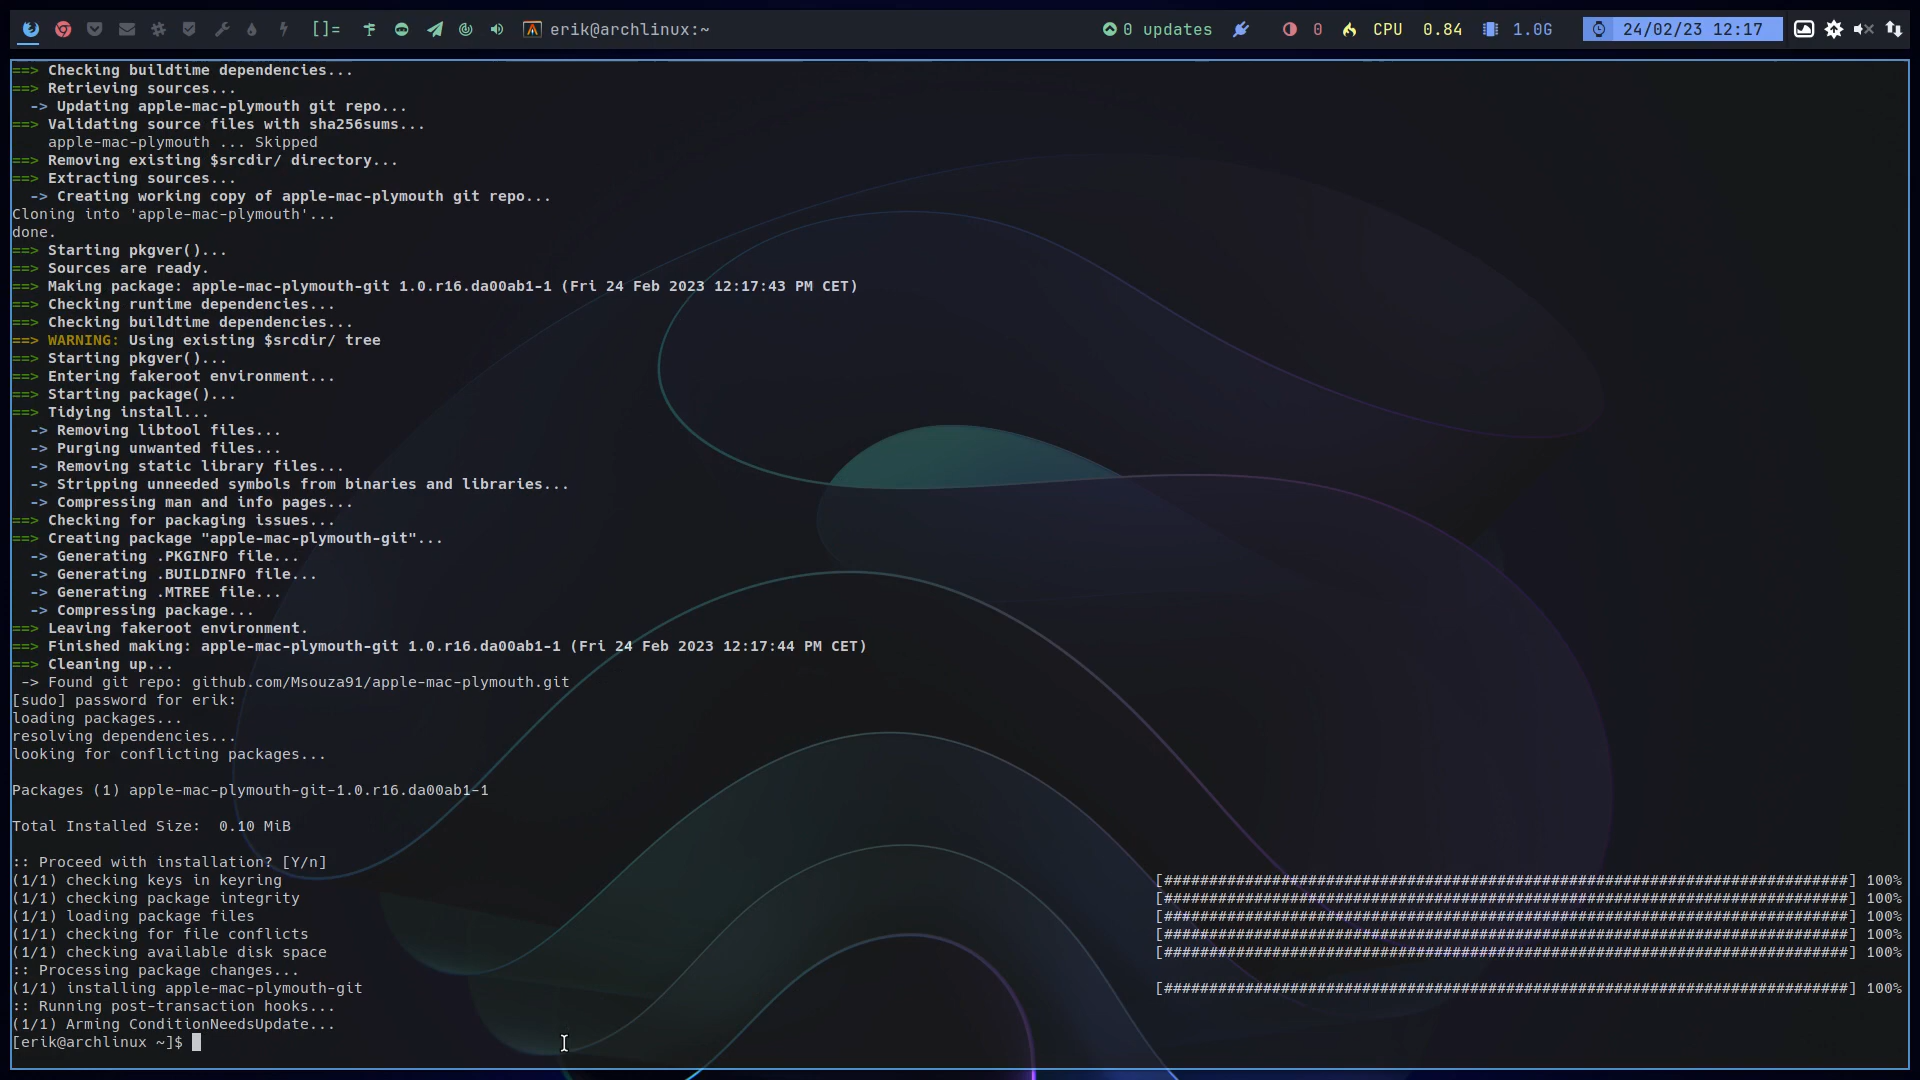 []= erik@archlinux:~ 0 updates 0 CPU 0.84 1.0G 24/02/23 12:17
==> Checking buildtime dependencies...
==> Retrieving sources...
  -> Updating apple-mac-plymouth git repo...
==> Validating source files with sha256sums...
    apple-mac-plymouth ... Skipped
==> Removing existing $srcdir/ directory...
==> Extracting sources...
  -> Creating working copy of apple-mac-plymouth git repo...
Cloning into 'apple-mac-plymouth'...
done.
==> Starting pkgver()...
==> Sources are ready.
==> Making package: apple-mac-plymouth-git 1.0.r16.da00ab1-1 (Fri 24 Feb 2023 12:17:43 PM CET)
==> Checking runtime dependencies...
==> Checking buildtime dependencies...
==> WARNING: Using existing $srcdir/ tree
==> Starting pkgver()...
==> Entering fakeroot environment...
==> Starting package()...
==> Tidying install...
  -> Removing libtool files...
  -> Purging unwanted files...
  -> Removing static library files...
  -> Stripping unneeded symbols from binaries and libraries...
  -> Compressing man and info pages...
==> Checking for packaging issues...
==> Creating package "apple-mac-plymouth-git"...
  -> Generating .PKGINFO file...
  -> Generating .BUILDINFO file...
  -> Generating .MTREE file...
  -> Compressing package...
==> Leaving fakeroot environment.
==> Finished making: apple-mac-plymouth-git 1.0.r16.da00ab1-1 (Fri 24 Feb 2023 12:17:44 PM CET)
==> Cleaning up...
 -> Found git repo: github.com/Msouza91/apple-mac-plymouth.git
[sudo] password for erik:
loading packages...
resolving dependencies...
looking for conflicting packages...

Packages (1) apple-mac-plymouth-git-1.0.r16.da00ab1-1

Total Installed Size:  0.10 MiB

:: Proceed with installation? [Y/n]
(1/1) checking keys in keyring [############################################################################] 100%
(1/1) checking package integrity [############################################################################] 100%
(1/1) loading package files [############################################################################] 100%
(1/1) checking for file conflicts [############################################################################] 100%
(1/1) checking available disk space [############################################################################] 100%
:: Processing package changes...
(1/1) installing apple-mac-plymouth-git [############################################################################] 100%
:: Running post-transaction hooks...
(1/1) Arming ConditionNeedsUpdate...
[erik@archlinux ~]$